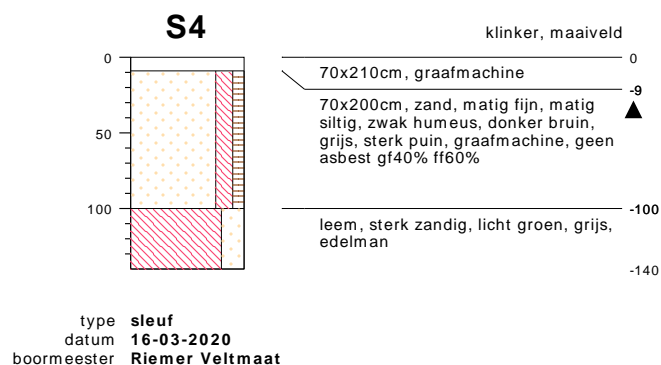 S4
klinker, maaiveld
0
0
70x210cm, graafmachine
-9
70x200cm, zand, matig fijn, matig
siltig, zwak humeus, donker bruin,
grijs, sterk puin, graafmachine, geen
asbest gf40% ff60%
50
100
-100
leem, sterk zandig, licht groen, grijs,
edelman
-140
type sleuf
datum 16-03-2020
boormeester Riemer Veltmaat